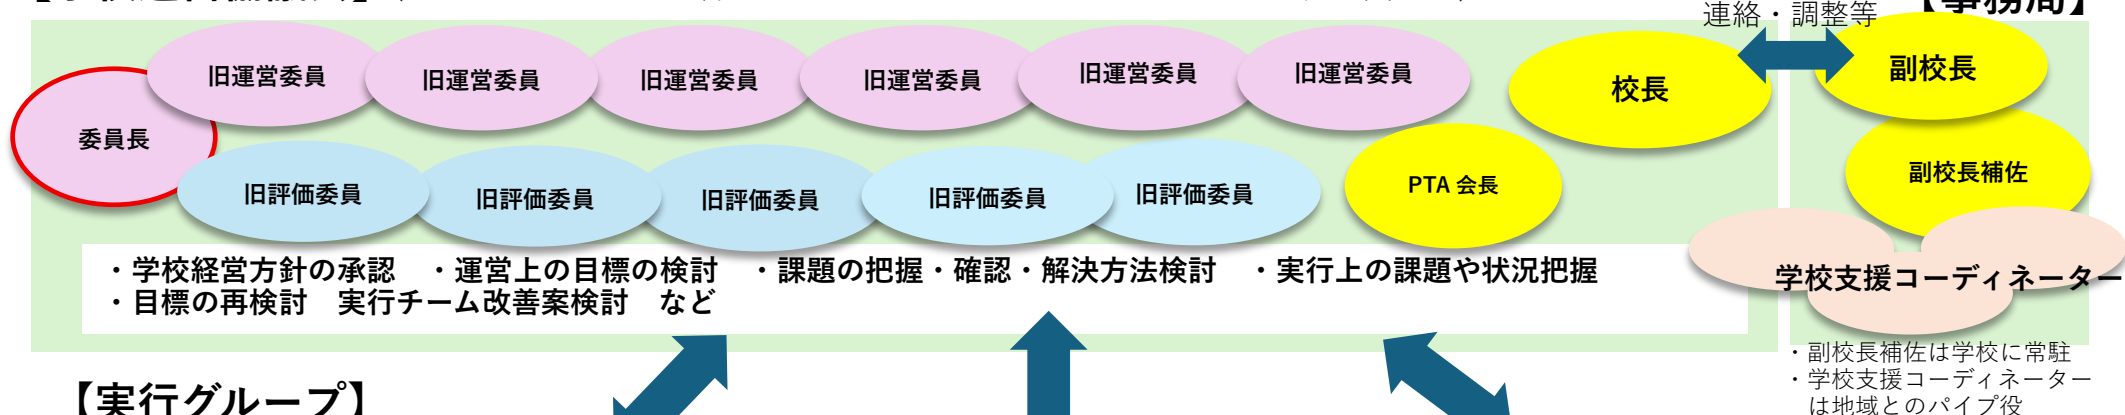 連絡・調整等
【事務局】
旧運営委員
旧運営委員
旧運営委員
旧運営委員
旧運営委員
旧運営委員
校長
副校長
委員長
旧評価委員
旧評価委員
旧評価委員
旧評価委員
旧評価委員
PTA 会長
副校長補佐
・学校経営方針の承認　・運営上の目標の検討　・課題の把握・確認・解決方法検討　・実行上の課題や状況把握
・目標の再検討　実行チーム改善案検討　など
学校支援コーディネーター
・副校長補佐は学校に常駐
・学校支援コーディネーター
は地域とのパイプ役
【実行グループ】